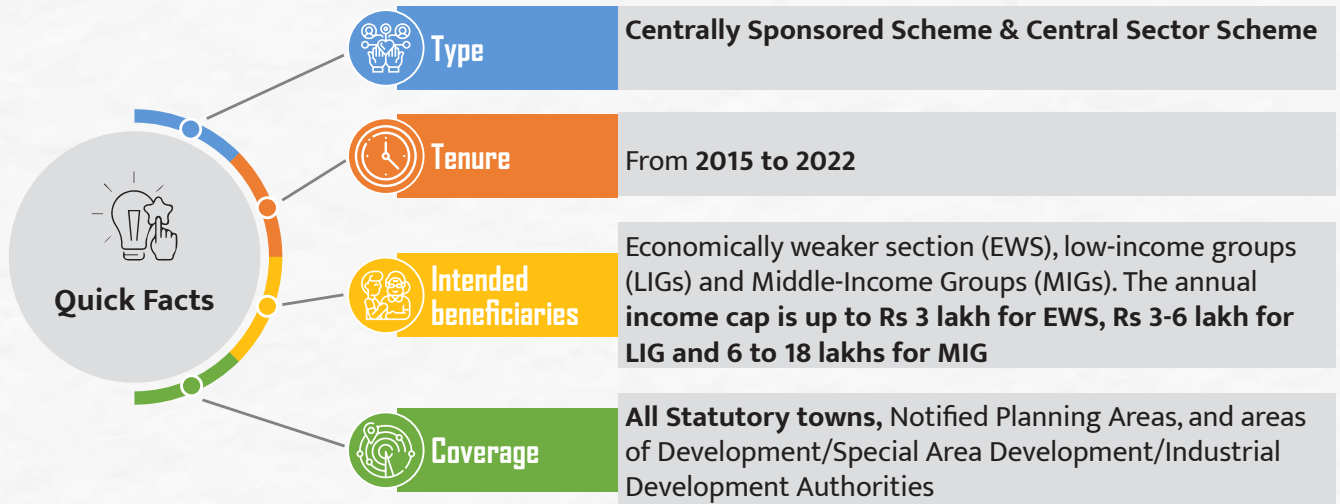 Quick Facts
Type
Centrally Sponsored Scheme & Central Sector Scheme
Tenure
From 2015 to 2022
Intended
beneficiaries
Economically weaker section (EWS), low-income groups
(LIGs) and Middle-Income Groups (MIGs). The annual
income cap is up to Rs 3 lakh for EWS, Rs 3-6 lakh for
LIG and 6 to 18 lakhs for MIG
Coverage
All Statutory towns, Notified Planning Areas, and areas
of Development/Special Area Development/Industrial
Development Authorities